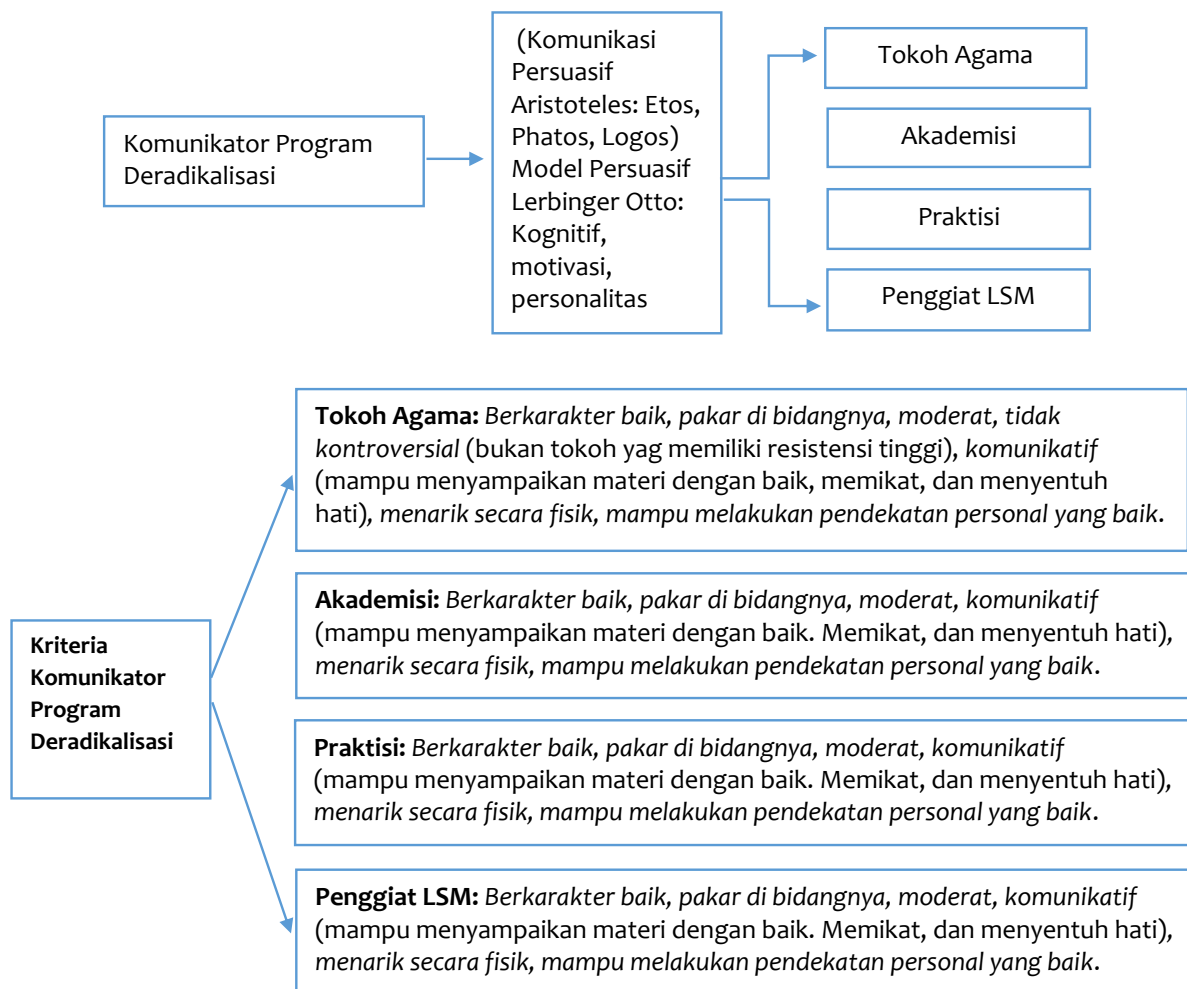 Komunikator Program
Deradikalisasi
(Komunikasi
Persuasif
Aristoteles: Etos,
Phatos, Logos)
Model Persuasif
Lerbinger Otto:
Kognitif,
motivasi,
personalitas
Tokoh Agama
Akademisi
Praktisi
Penggiat LSM
Kriteria
Komunikator
Program
Deradikalisasi
Tokoh Agama: Berkarakter baik, pakar di bidangnya, moderat, tidak
kontroversial (bukan tokoh yag memiliki resistensi tinggi), komunikatif
(mampu menyampaikan materi dengan baik, memikat, dan menyentuh
hati), menarik secara fisik, mampu melakukan pendekatan personal yang baik.
Akademisi: Berkarakter baik, pakar di bidangnya, moderat, komunikatif
(mampu menyampaikan materi dengan baik. Memikat, dan menyentuh hati),
menarik secara fisik, mampu melakukan pendekatan personal yang baik.
Praktisi: Berkarakter baik, pakar di bidangnya, moderat, komunikatif
(mampu menyampaikan materi dengan baik. Memikat, dan menyentuh hati),
menarik secara fisik, mampu melakukan pendekatan personal yang baik.
Penggiat LSM: Berkarakter baik, pakar di bidangnya, moderat, komunikatif
(mampu menyampaikan materi dengan baik. Memikat, dan menyentuh hati),
menarik secara fisik, mampu melakukan pendekatan personal yang baik.